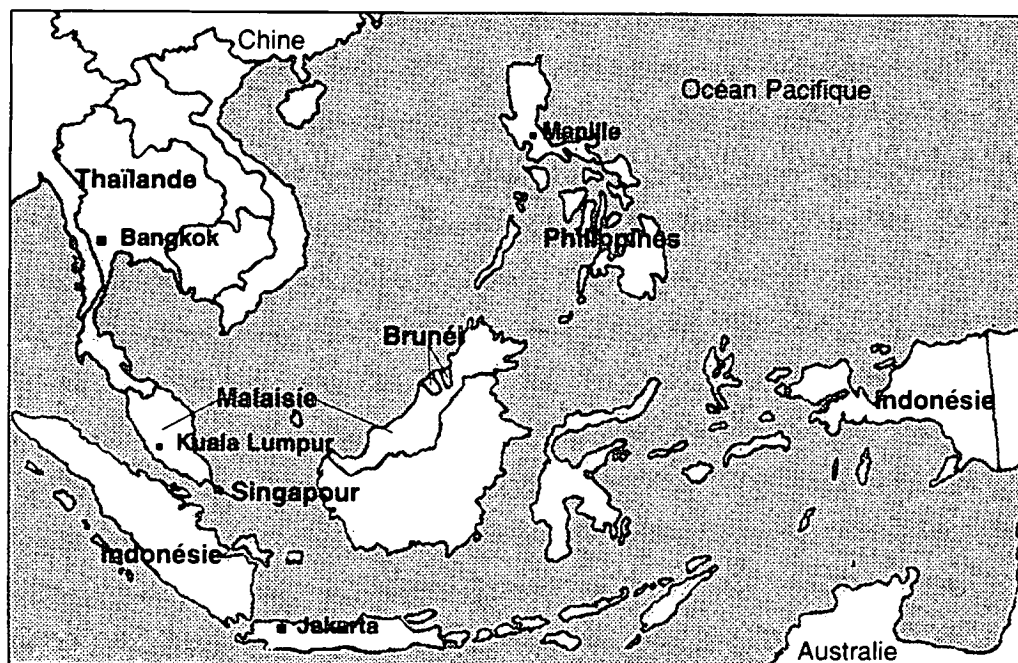 Chine
Océan Pacifique
Manille
Thaïlande
Bangkok
Philippines
Brunéi
Malaisie
Indonésie
Kuala Lumpur
Singapour
Indonésie
Jakarta
Australie